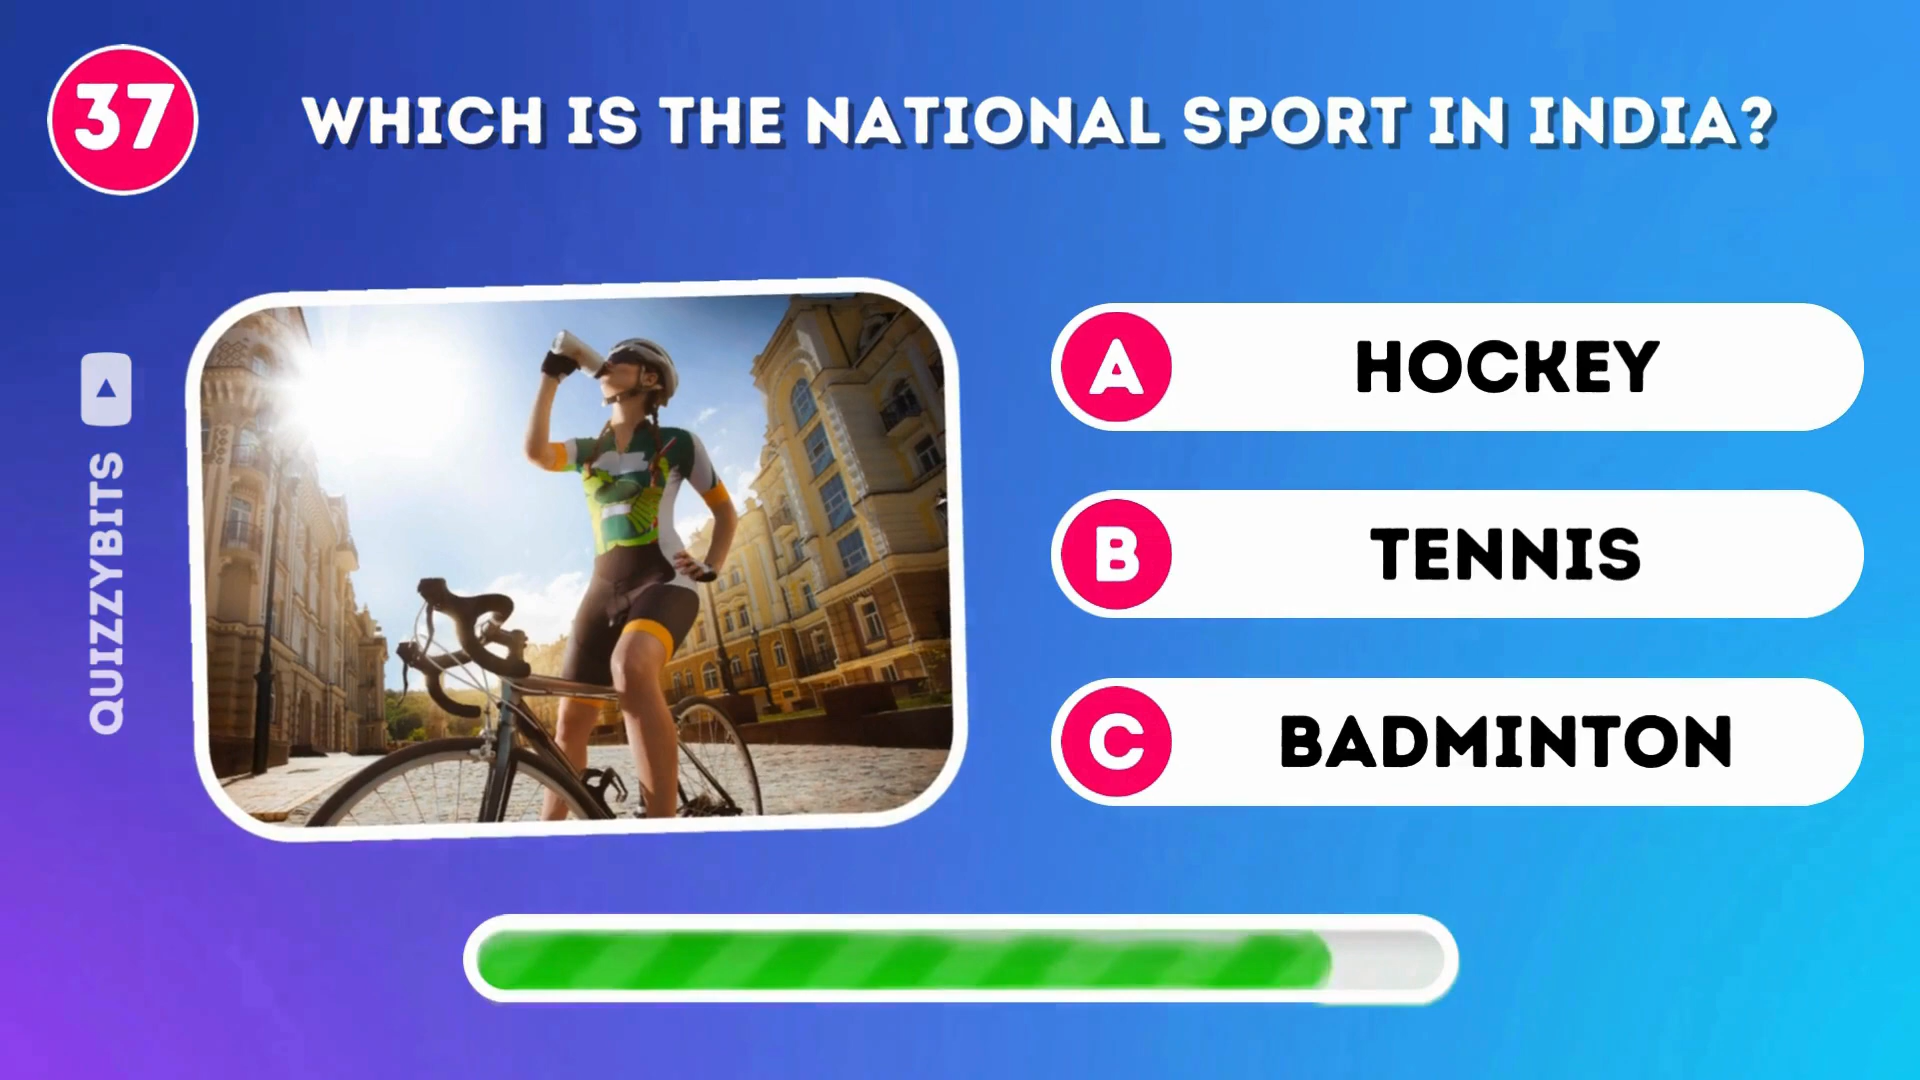 37
WHICH IS THE NATIONAL SPORT IN INDIA?
QUIZZYBITS
A HOCKEY
B TENNIS
C BADMINTON